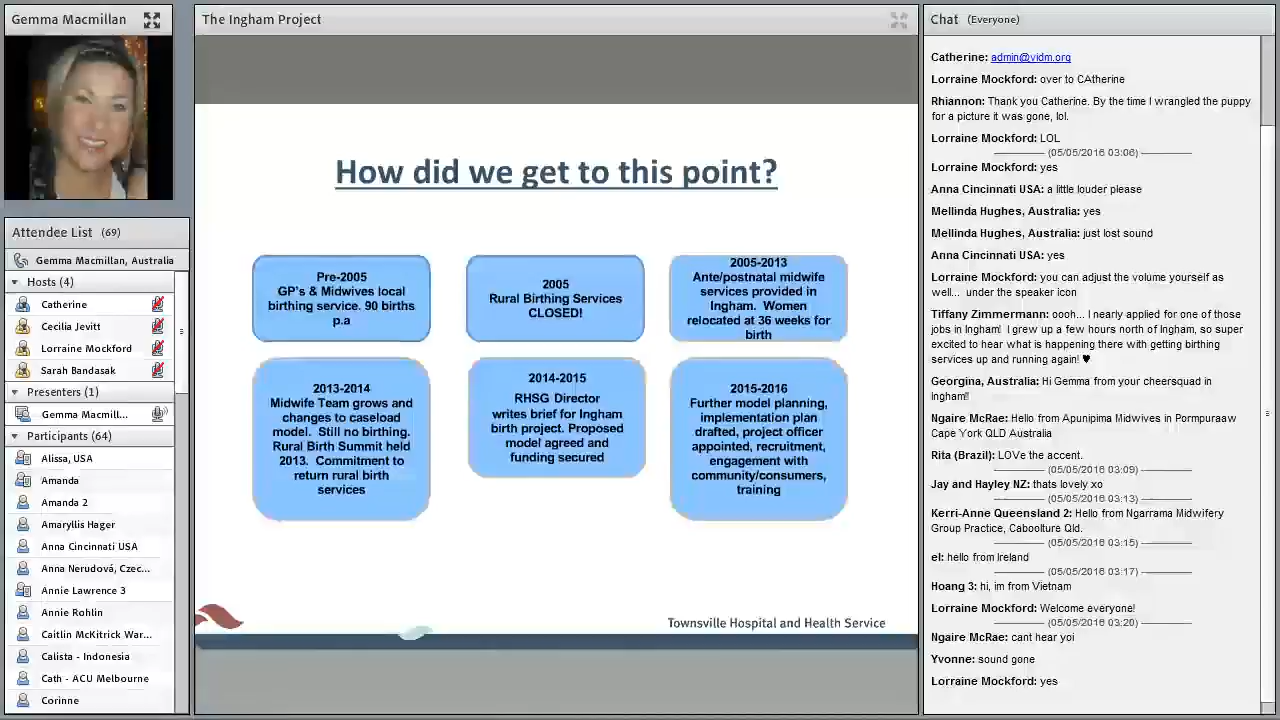 Gemma Macmillan
Attendee List (69)
Gemma Macmillan, Australia
Hosts (4)
Catherine
Cecilia Jevitt
Lorraine Mockford
Sarah Bandasak
Presenters (1)
Gemma Macmill...
Participants (64)
Alissa, USA
Amanda
Amanda 2
Amaryllis Hager
Anna Cincinnati USA
Anna Nerudová, Czec...
Annie Lawrence 3
Annie Rohlin
Caitlin McKitrick War...
Calista - Indonesia
Cath - ACU Melbourne
Corinne
The Ingham Project
How did we get to this point?
Pre-2005
GP's & Midwives local
birthing service. 90 births
p.a
2005
Rural Birthing Services
CLOSED!
2005-2013
Ante/postnatal midwife
services provided in
Ingham. Women
relocated at 36 weeks for
birth
2013-2014
Midwife Team grows and
changes to caseload
model. Still no birthing.
Rural Birth Summit held
2013. Commitment to
return rural birth
services
2014-2015
RHSG Director
writes brief for Ingham
birth project. Proposed
model agreed and
funding secured
2015-2016
Further model planning,
implementation plan
drafted, project officer
appointed, recruitment,
engagement with
community/consumers,
training
Townsville Hospital and Health Service
Chat (Everyone)
Catherine: admin@vidm.org
Lorraine Mockford: over to CAtherine
Rhiannon: Thank you Catherine. By the time I wrangled the puppy
for a picture it was gone, lol.
Lorraine Mockford: LOL
(05/05/2016 03:06)
Lorraine Mockford: yes
Anna Cincinnati USA: a little louder please
Mellinda Hughes, Australia: yes
Mellinda Hughes, Australia: just lost sound
Anna Cincinnati USA: yes
Lorraine Mockford: you can adjust the volume yourself as
well... under the speaker icon
Tiffany Zimmermann: oooh... I nearly applied for one of those
jobs in Ingham! I grew up a few hours north of Ingham, so super
excited to hear what is happening there with getting birthing
services up and running again! ♥
Georgina, Australia: Hi Gemma from your cheersquad in
Ingham!!
Ngaire McRae: Hello from Apunipima Midwives in Pormpuraaw
Cape York QLD Australia
Rita (Brazil): LOVe the accent.
(05/05/2016 03:09)
Jay and Hayley NZ: thats lovely xo
(05/05/2016 03:13)
Kerri-Anne Queensland 2: Hello from Ngarrama Midwifery
Group Practice, Caboolture Qld.
(05/05/2016 03:15)
el: hello from Ireland
(05/05/2016 03:17)
Hoang 3: hi, im from Vietnam
Lorraine Mockford: Welcome everyone!
(05/05/2016 03:20)
Ngaire McRae: cant hear yoi
Yvonne: sound gone
Lorraine Mockford: yes